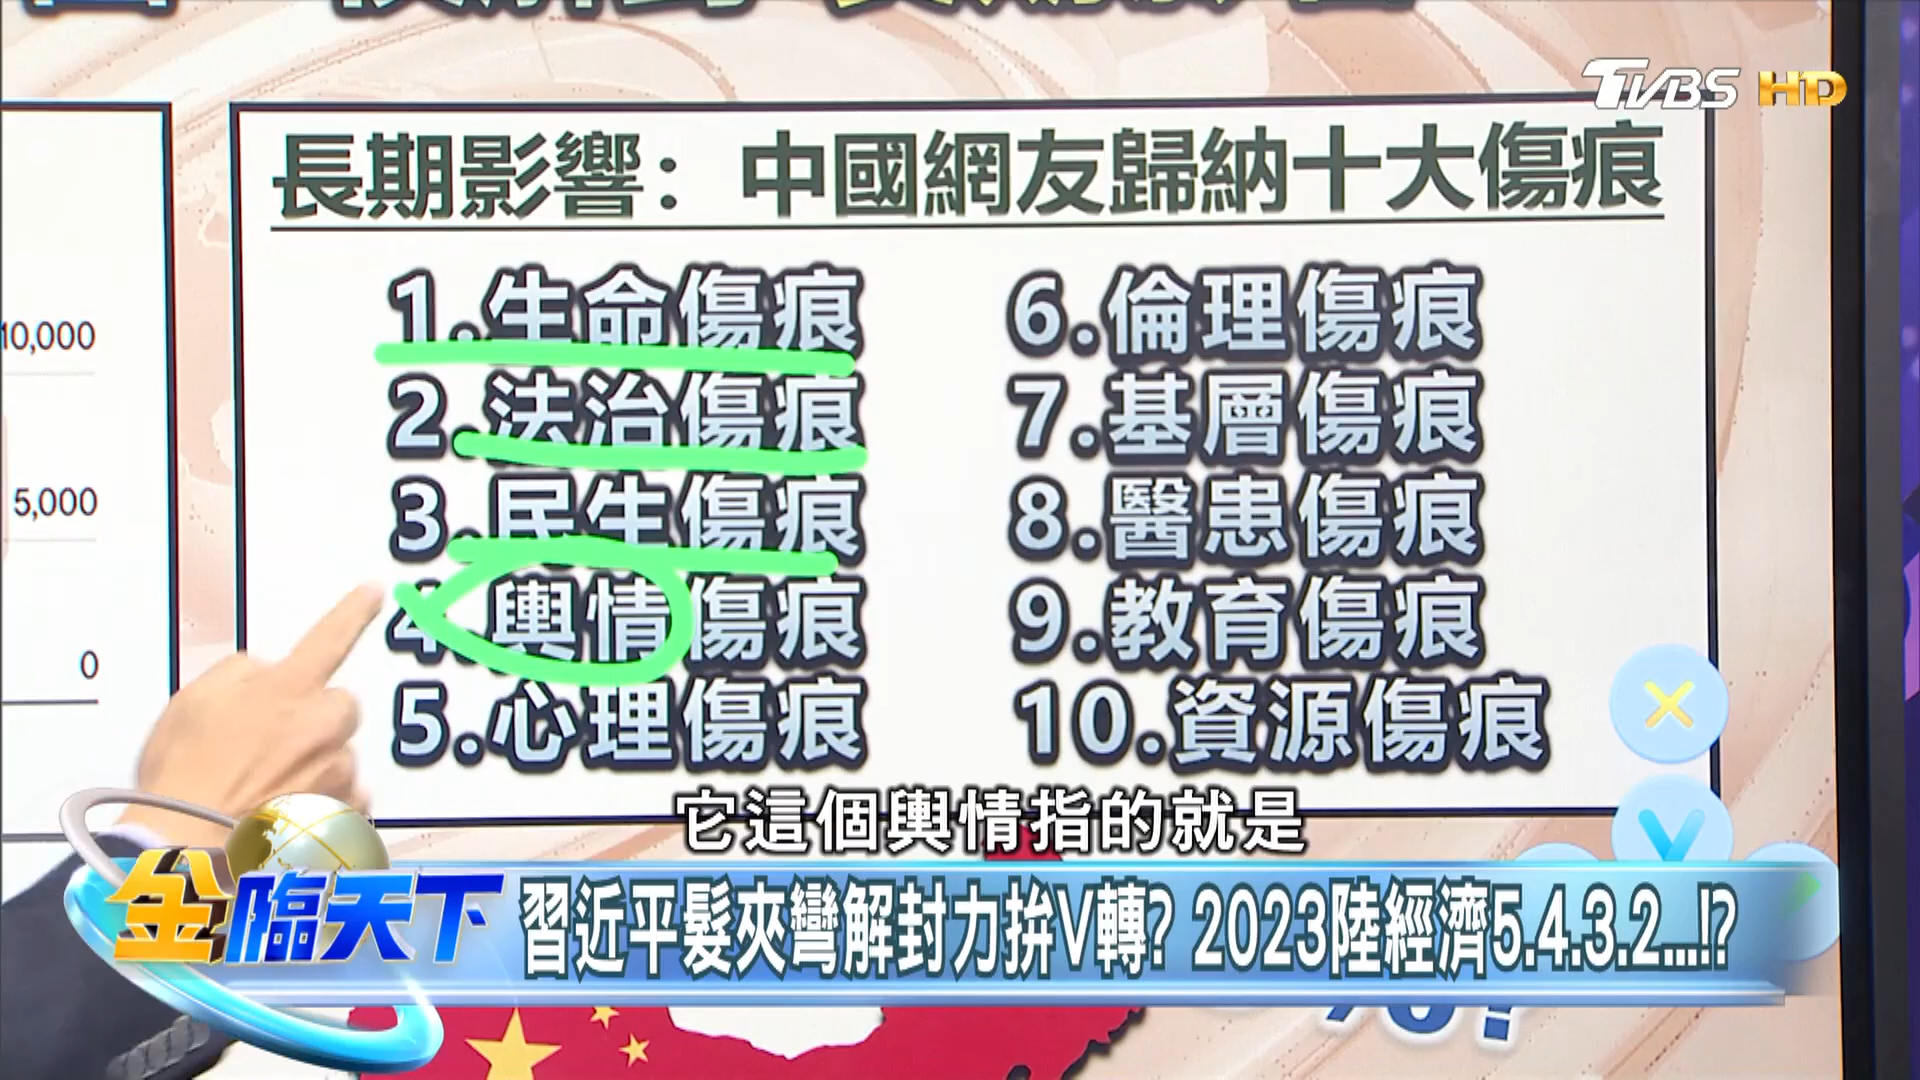 TVBS HD
長期影響：中國網友歸納十大傷痕
1.生命傷痕
2.法治傷痕
3.民生傷痕
4.輿情傷痕
5.心理傷痕
6.倫理傷痕
7.基層傷痕
8.醫患傷痕
9.教育傷痕
10.資源傷痕
10,000
5,000
0
它這個輿情指的就是
金臨天下
習近平髮夾彎解封力拚V轉? 2023陸經濟5.4.3.2...!?